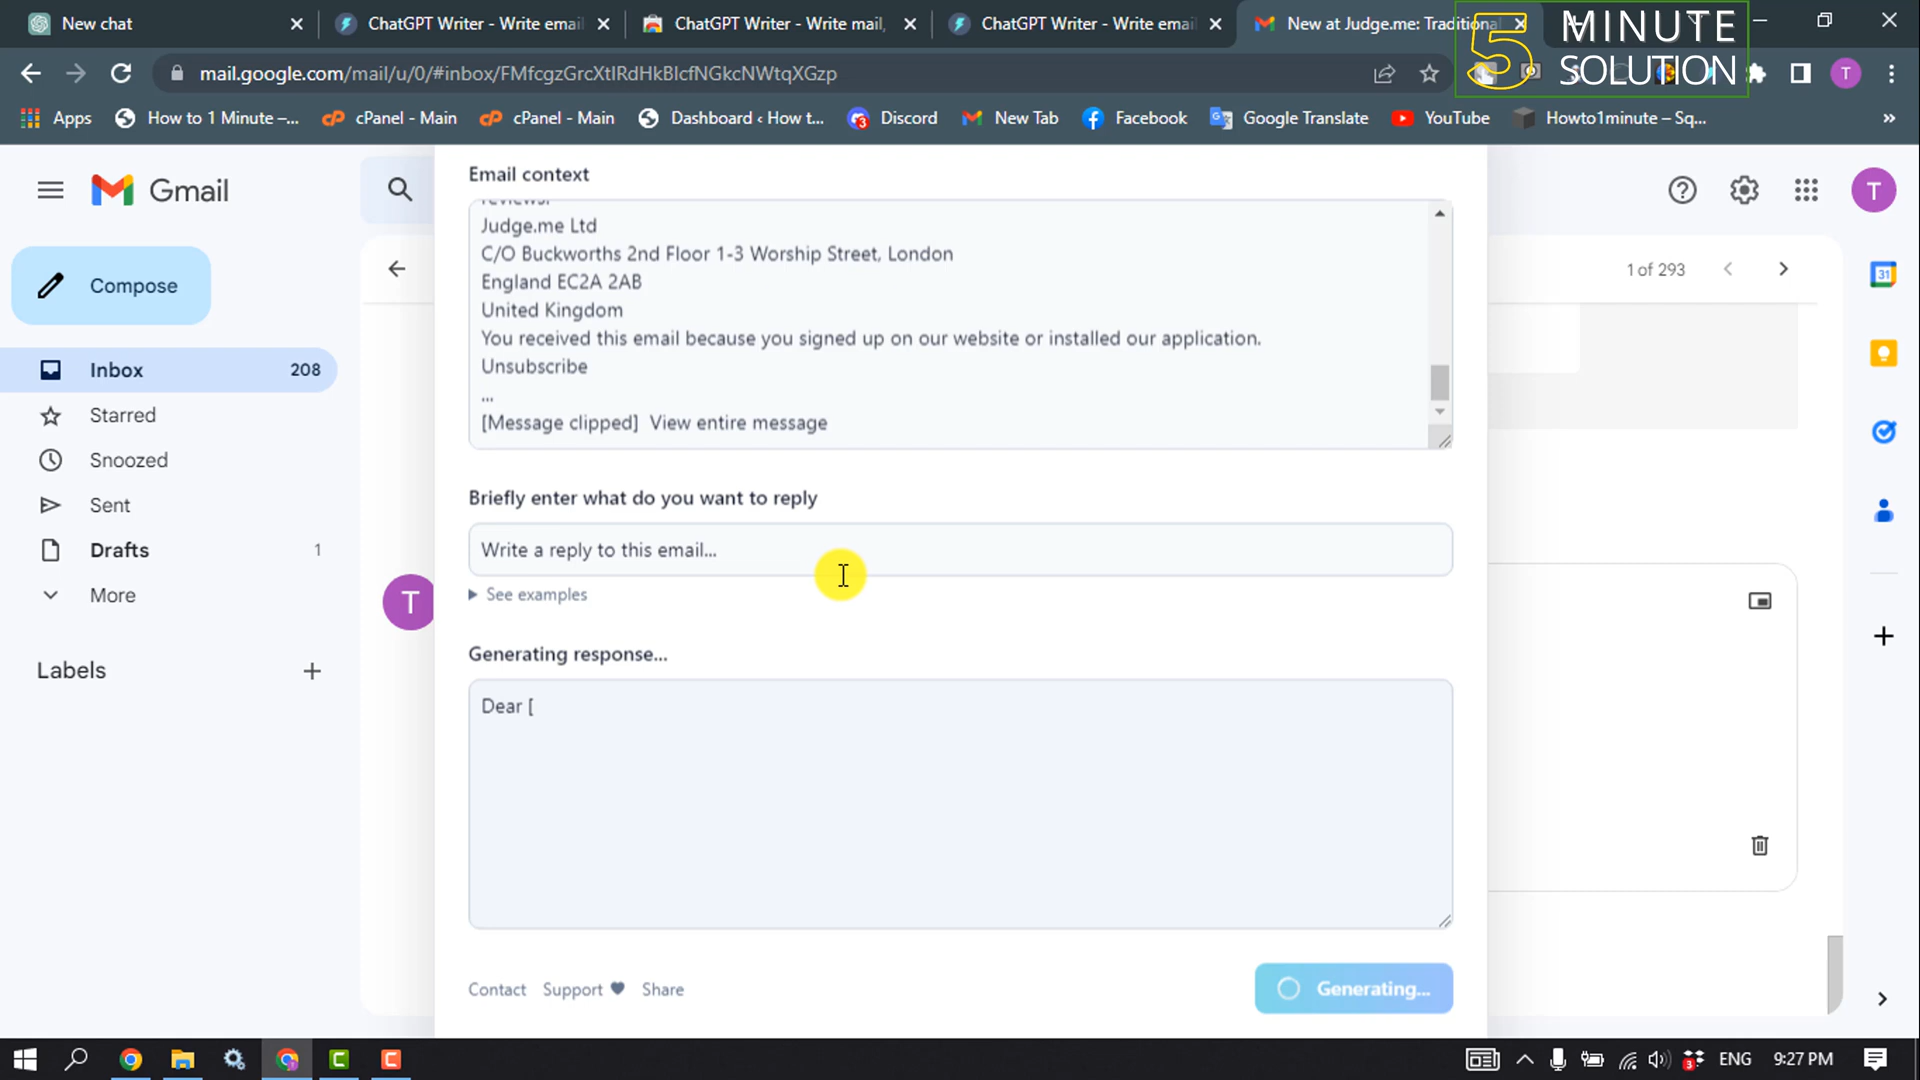 New chat
ChatGPT Writer - Write email
ChatGPT Writer - Write mail,
ChatGPT Writer - Write email
New at Judge.me: Traditional
5 MINUTE
SOLUTION
mail.google.com/mail/u/0/#inbox/FMfcgzGrcXtIRdHkBlcfNGkcNWtqXGzp
T
Apps
How to 1 Minute –...
cPanel - Main
cPanel - Main
Dashboard ‹ How t...
Discord
New Tab
Facebook
Google Translate
YouTube
Howto1minute – Sq...
»
Gmail
T
Compose
Inbox 208
Starred
Snoozed
Sent
Drafts 1
More
Labels
T
1 of 293
31
Email context
reviews.
Judge.me Ltd
C/O Buckworths 2nd Floor 1-3 Worship Street, London
England EC2A 2AB
United Kingdom
You received this email because you signed up on our website or installed our application.
Unsubscribe
...
[Message clipped]  View entire message
Briefly enter what do you want to reply
Write a reply to this email...
See examples
Generating response...
Dear [
Contact Support Share
Generating...
ENG 9:27 PM